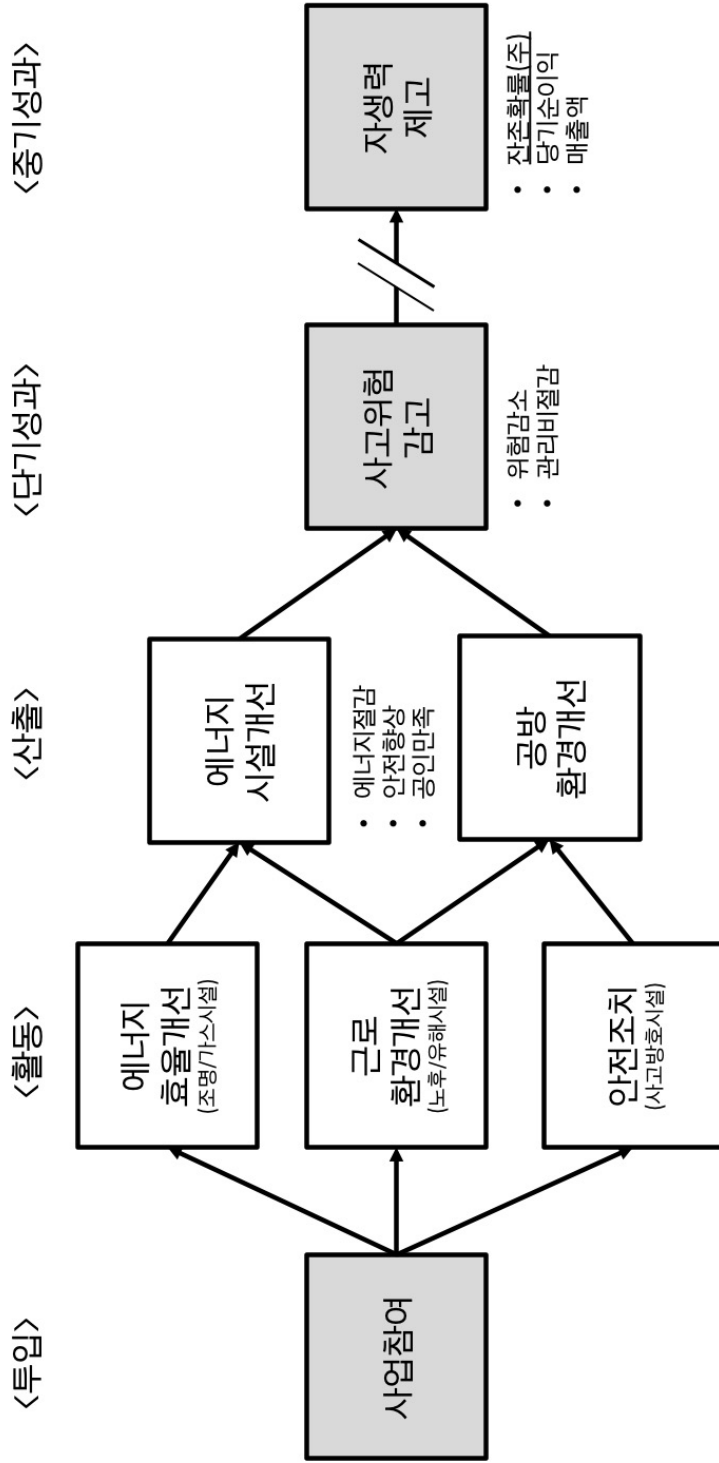 <투입>
<활동>
<산출>
<단기성과>
<중기성과>
사업참여
에너지
효율개선
(조명/가스시설)
근로
환경개선
(노후/유해시설)
안전조치
(사고방호시설)
에너지
시설개선
• 에너지절감
• 안전향상
• 공인만족
공방
환경개선
사고위험
감고
• 위험감소
• 관리비절감
자생력
제고
• 잔존확률(주)
• 당기순이익
• 매출액